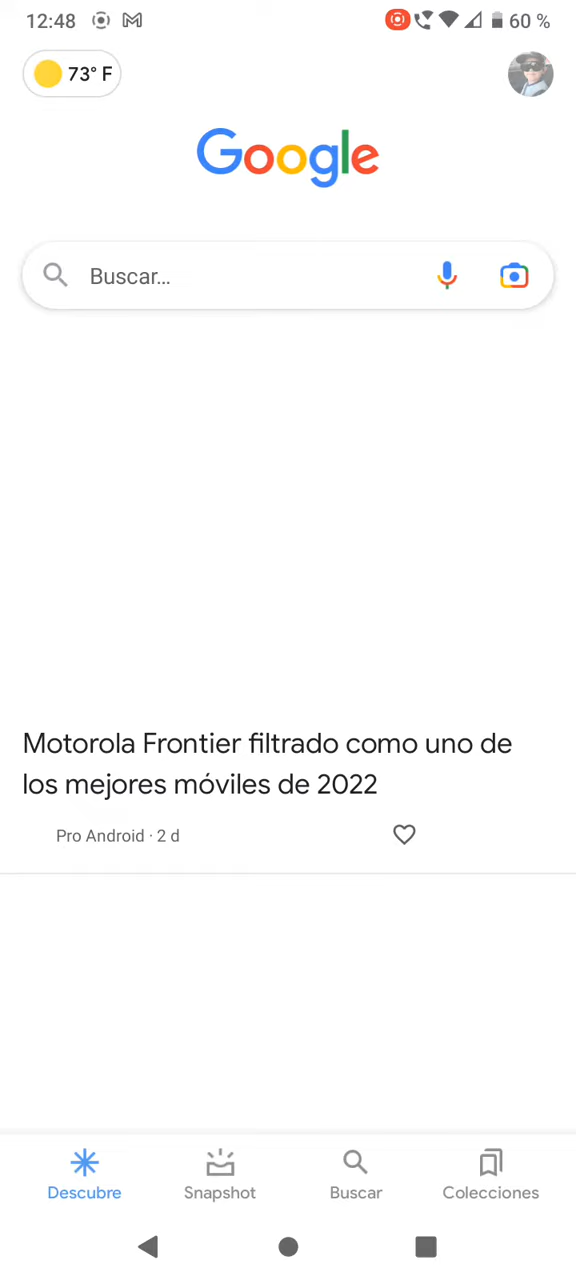 12:48 60 %
73° F
Google
Buscar...
Motorola Frontier filtrado como uno de
los mejores móviles de 2022
Pro Android · 2 d
Descubre Snapshot Buscar Colecciones